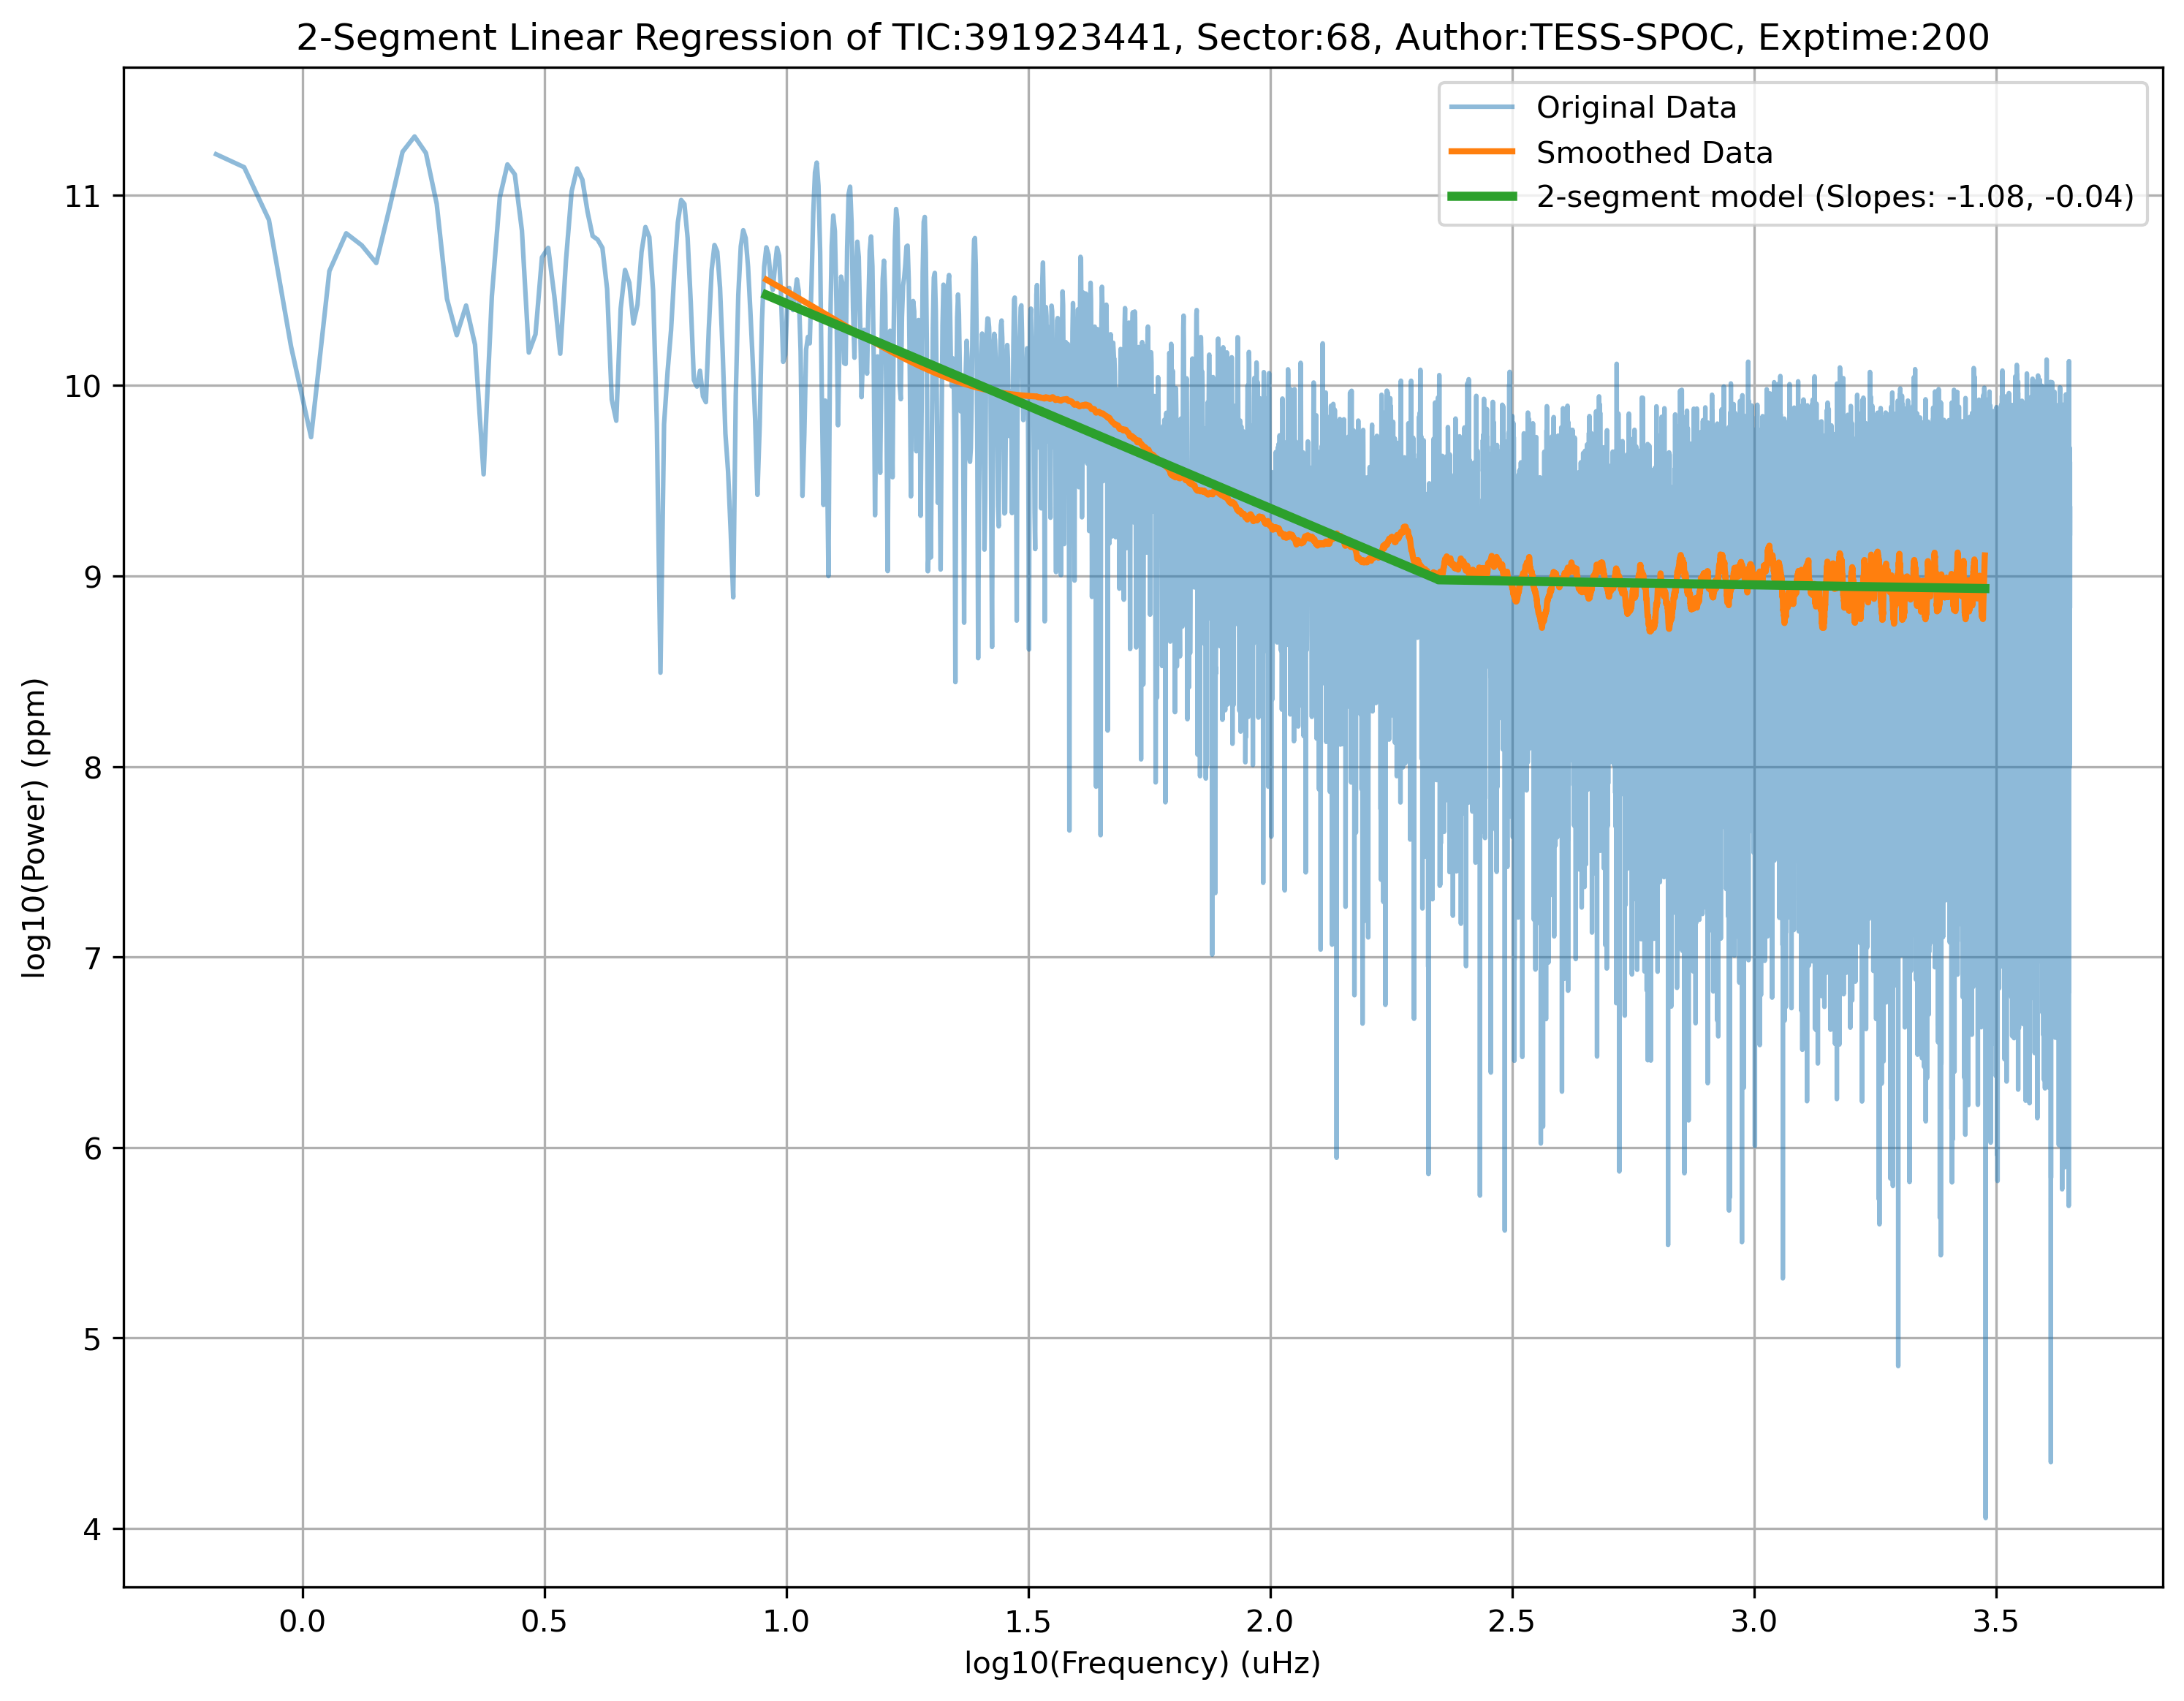 2-Segment Linear Regression of TIC:391923441, Sector:68, Author:TESS-SPOC, Exptime:200
Original Data
Smoothed Data
2-segment model (Slopes: -1.08, -0.04)
log10(Power) (ppm)
11
10
9
8
7
6
5
4
0.0 0.5 1.0 1.5 2.0 2.5 3.0 3.5
log10(Frequency) (uHz)